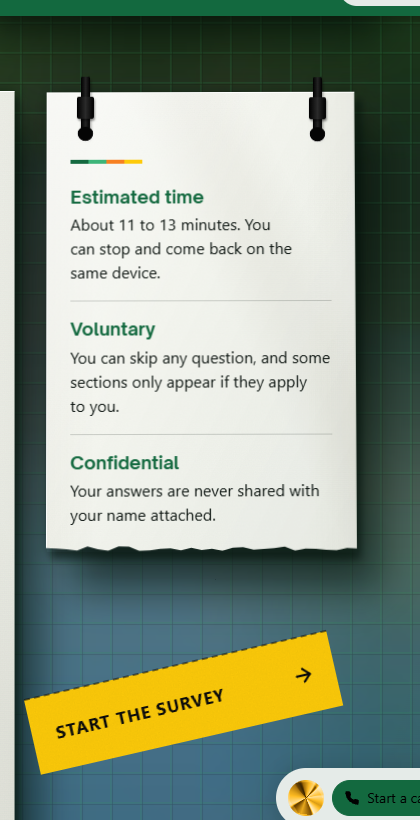 Estimated time
About 11 to 13 minutes. You
can stop and come back on the
same device.
Voluntary
You can skip any question, and some
sections only appear if they apply
to you.
Confidential
Your answers are never shared with
your name attached.
START THE SURVEY
Start a